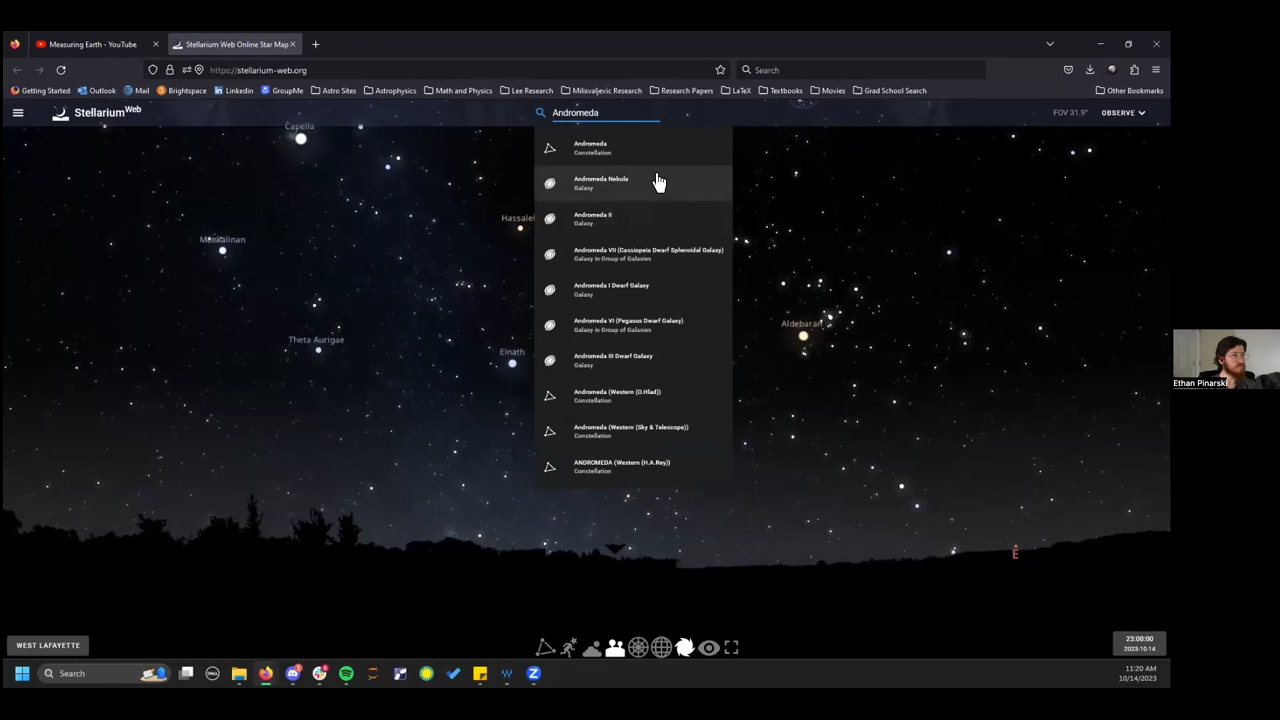 Measuring Earth - YouTube
Stellarium Web Online Star Map
https://stellarium-web.org
Search
Getting Started
Outlook
Mail
Brightspace
Linkedin
GroupMe
Astro Sites
Astrophysics
Math and Physics
Lee Research
Milisavljevic Research
Research Papers
LaTeX
Textbooks
Movies
Grad School Search
Other Bookmarks
StellariumWeb
Andromeda
FOV 31.9°
OBSERVE
Capella
Andromeda
Constellation
Andromeda Nebula
Galaxy
Hassaleh
Andromeda II
Galaxy
Menkalinan
Andromeda VII (Cassiopeia Dwarf Spheroidal Galaxy)
Galaxy in Group of Galaxies
Andromeda I Dwarf Galaxy
Galaxy
Andromeda VI (Pegasus Dwarf Galaxy)
Galaxy in Group of Galaxies
Aldebaran
Theta Aurigae
Elnath
Andromeda III Dwarf Galaxy
Galaxy
Ethan Pinarski
Andromeda (Western (O.Hlad))
Constellation
Andromeda (Western (Sky & Telescope))
Constellation
ANDROMEDA (Western (H.A.Rey))
Constellation
E
WEST LAFAYETTE
23:00:00
2023-10-14
Search
DELL
11:20 AM
10/14/2023